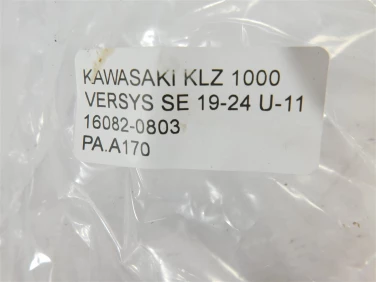 KAWASAKI KLZ 1000
VERSYS SE 19-24 U-11
16082-0803
PA.A170